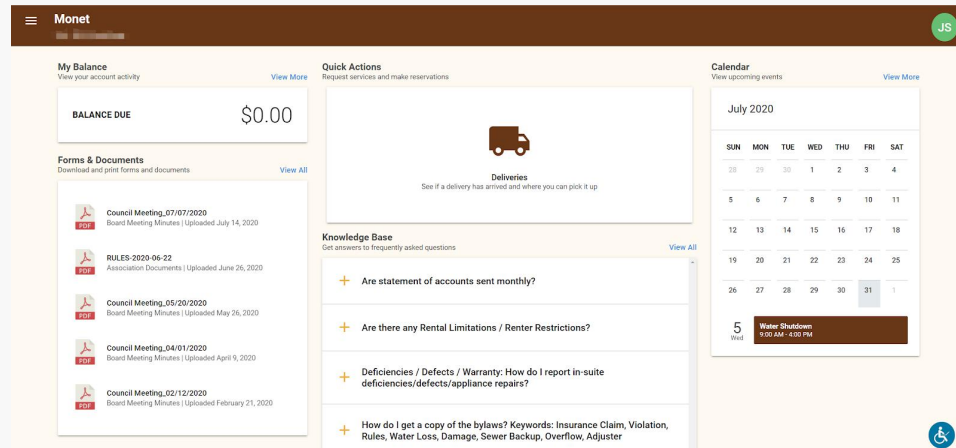 Monet
JS
My Balance
View your account activity
View More
BALANCE DUE
$0.00
Forms & Documents
Download and print forms and documents
View All
PDF
Council Meeting_07/07/2020
Board Meeting Minutes | Uploaded July 14, 2020
PDF
RULES-2020-06-22
Association Documents | Uploaded June 26, 2020
PDF
Council Meeting_05/20/2020
Board Meeting Minutes | Uploaded May 26, 2020
PDF
Council Meeting_04/01/2020
Board Meeting Minutes | Uploaded April 9, 2020
PDF
Council Meeting_02/12/2020
Board Meeting Minutes | Uploaded February 21, 2020
Quick Actions
Request services and make reservations
Deliveries
See if a delivery has arrived and where you can pick it up
Knowledge Base
Get answers to frequently asked questions
View All
Are statement of accounts sent monthly?
Are there any Rental Limitations / Renter Restrictions?
Deficiencies / Defects / Warranty: How do I report in-suite
deficiencies/defects/appliance repairs?
How do I get a copy of the bylaws? Keywords: Insurance Claim, Violation,
Rules, Water Loss, Damage, Sewer Backup, Overflow, Adjuster
Calendar
View upcoming events
View More
July 2020
SUN MON TUE WED THU FRI SAT
28 29 30 1 2 3 4
5 6 7 8 9 10 11
12 13 14 15 16 17 18
19 20 21 22 23 24 25
26 27 28 29 30 31 1
5
Wed
Water Shutdown
9:00 AM - 4:00 PM